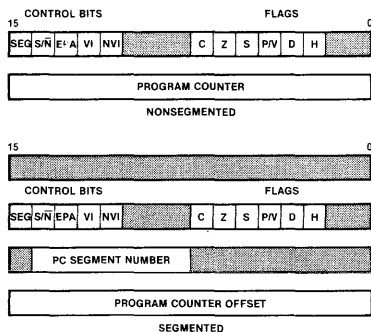 CONTROL BITS FLAGS
15 0
SEG S/N̅ EPA VI NVI C Z S P/V D H
PROGRAM COUNTER
NONSEGMENTED
15 0
CONTROL BITS FLAGS
SEG S/N̅ EPA VI NVI C Z S P/V D H
PC SEGMENT NUMBER
PROGRAM COUNTER OFFSET
SEGMENTED